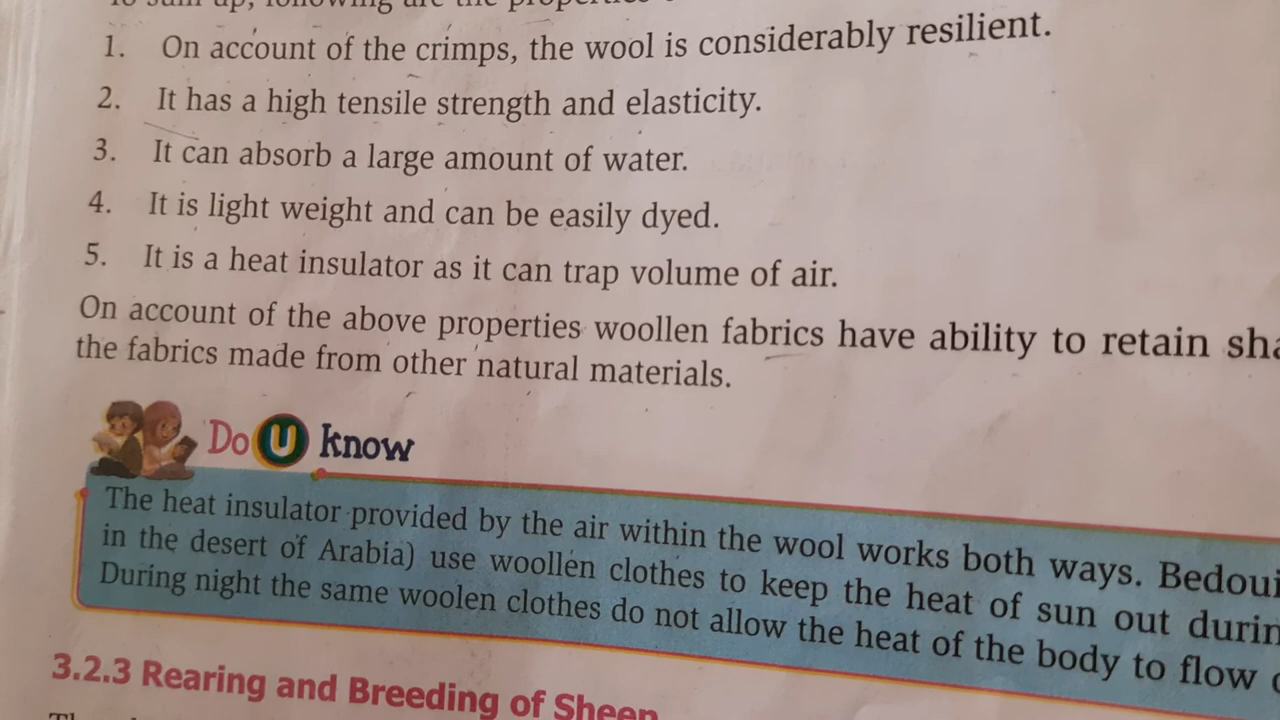 To sum up, following are the
1. On account of the crimps, the wool is considerably resilient.
2. It has a high tensile strength and elasticity.
3. It can absorb a large amount of water.
4. It is light weight and can be easily dyed.
5. It is a heat insulator as it can trap volume of air.
On account of the above properties woollen fabrics have ability to retain
the fabrics made from other natural materials.
Do U know
The heat insulator provided by the air within the wool works both ways.
in the desert of Arabia) use woollen clothes to keep the heat of sun out
During night the same woolen clothes do not allow the heat of the body to flow
3.2.3 Rearing and Breeding of Sheep